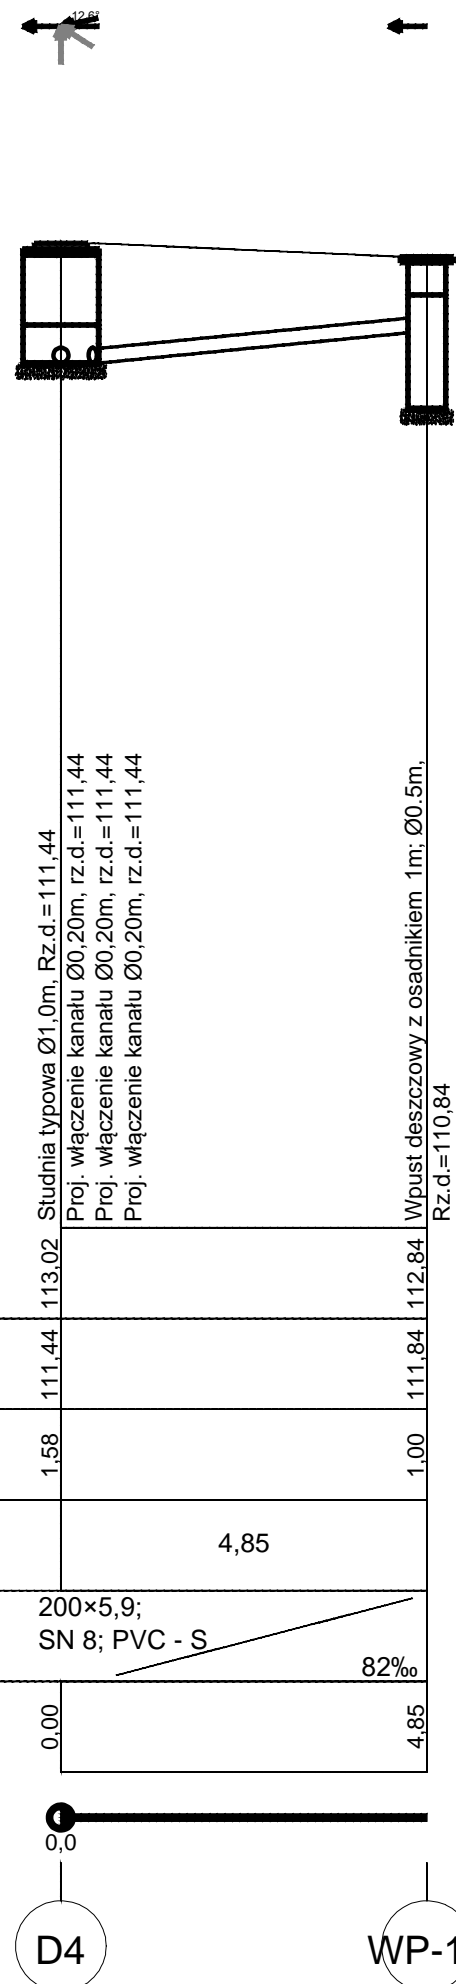 12,6°
Studnia typowa Ø1,0m, Rz.d.=111,44
Proj. włączenie kanału Ø0,20m, rz.d.=111,44
Proj. włączenie kanału Ø0,20m, rz.d.=111,44
Proj. włączenie kanału Ø0,20m, rz.d.=111,44
Wpust deszczowy z osadnikiem 1m; Ø0.5m,
Rz.d.=110,84
113,02 112,84
111,44 111,84
1,58 1,00
4,85
200×5,9;
SN 8; PVC - S
82‰
0,00 4,85
0,0
D4 WP-1